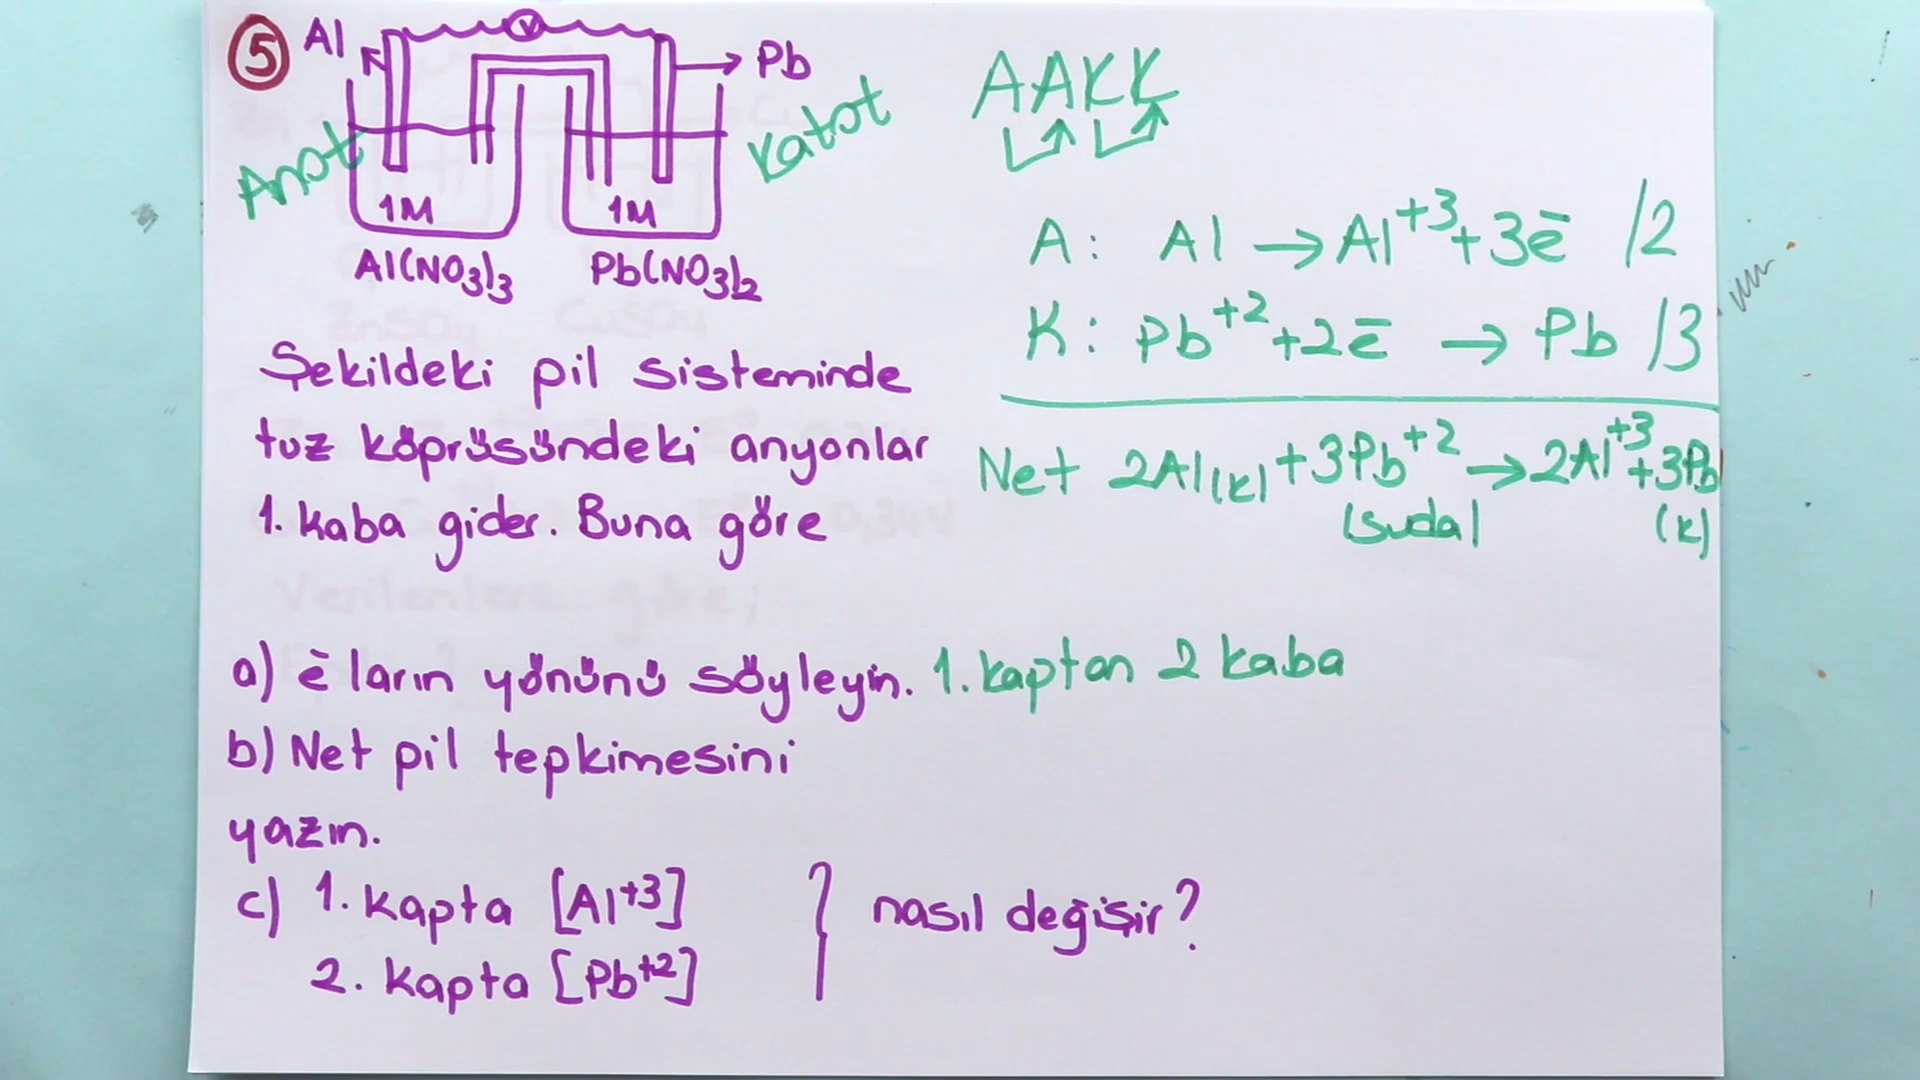 5
Al
V
Pb
Anot
Katot
1M
1M
Al(NO3)3
Pb(NO3)2
Şekildeki pil sisteminde
tuz köprüsündeki anyonlar
1. kaba gider. Buna göre
a) ē ların yönünü söyleyin. 1. kaptan 2 kaba
b) Net pil tepkimesini
yazın.
c) 1. kapta [Al+3]
2. kapta [Pb+2]
} nasıl değişir?
AAKK
A: Al → Al+3 + 3ē /2
K: Pb+2 + 2ē → Pb /3
Net 2Al(k) + 3Pb+2 → 2Al+3 + 3Pb
(suda) (k)